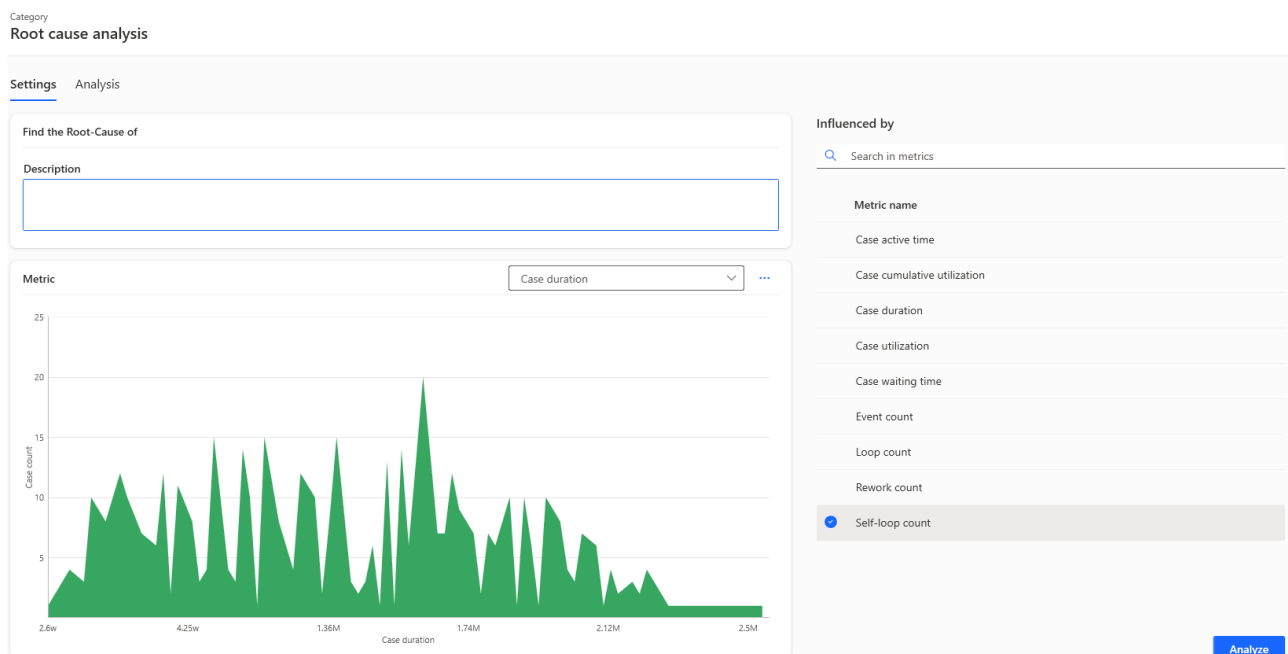 Category
Root cause analysis
Settings Analysis
Find the Root-Cause of
Description
Metric
Case duration
...
25
20
15
10
5
Case count
2.6w 4.25w 1.36M 1.74M 2.12M 2.5M
Case duration
Influenced by
Search in metrics
Metric name
Case active time
Case cumulative utilization
Case duration
Case utilization
Case waiting time
Event count
Loop count
Rework count
Self-loop count
Analyze